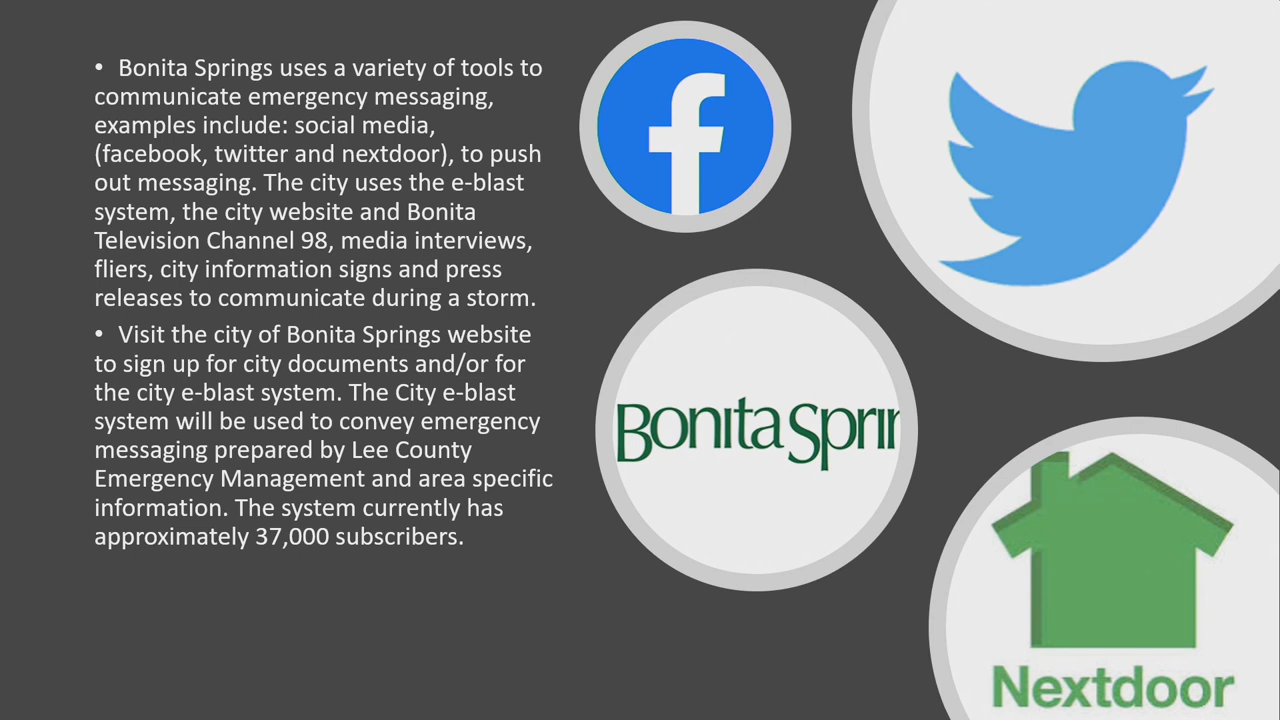 • Bonita Springs uses a variety of tools to
communicate emergency messaging,
examples include: social media,
(facebook, twitter and nextdoor), to push
out messaging. The city uses the e-blast
system, the city website and Bonita
Television Channel 98, media interviews,
fliers, city information signs and press
releases to communicate during a storm.
• Visit the city of Bonita Springs website
to sign up for city documents and/or for
the city e-blast system. The City e-blast
system will be used to convey emergency
messaging prepared by Lee County
Emergency Management and area specific
information. The system currently has
approximately 37,000 subscribers.
f
Bonita Sprin
Nextdoor